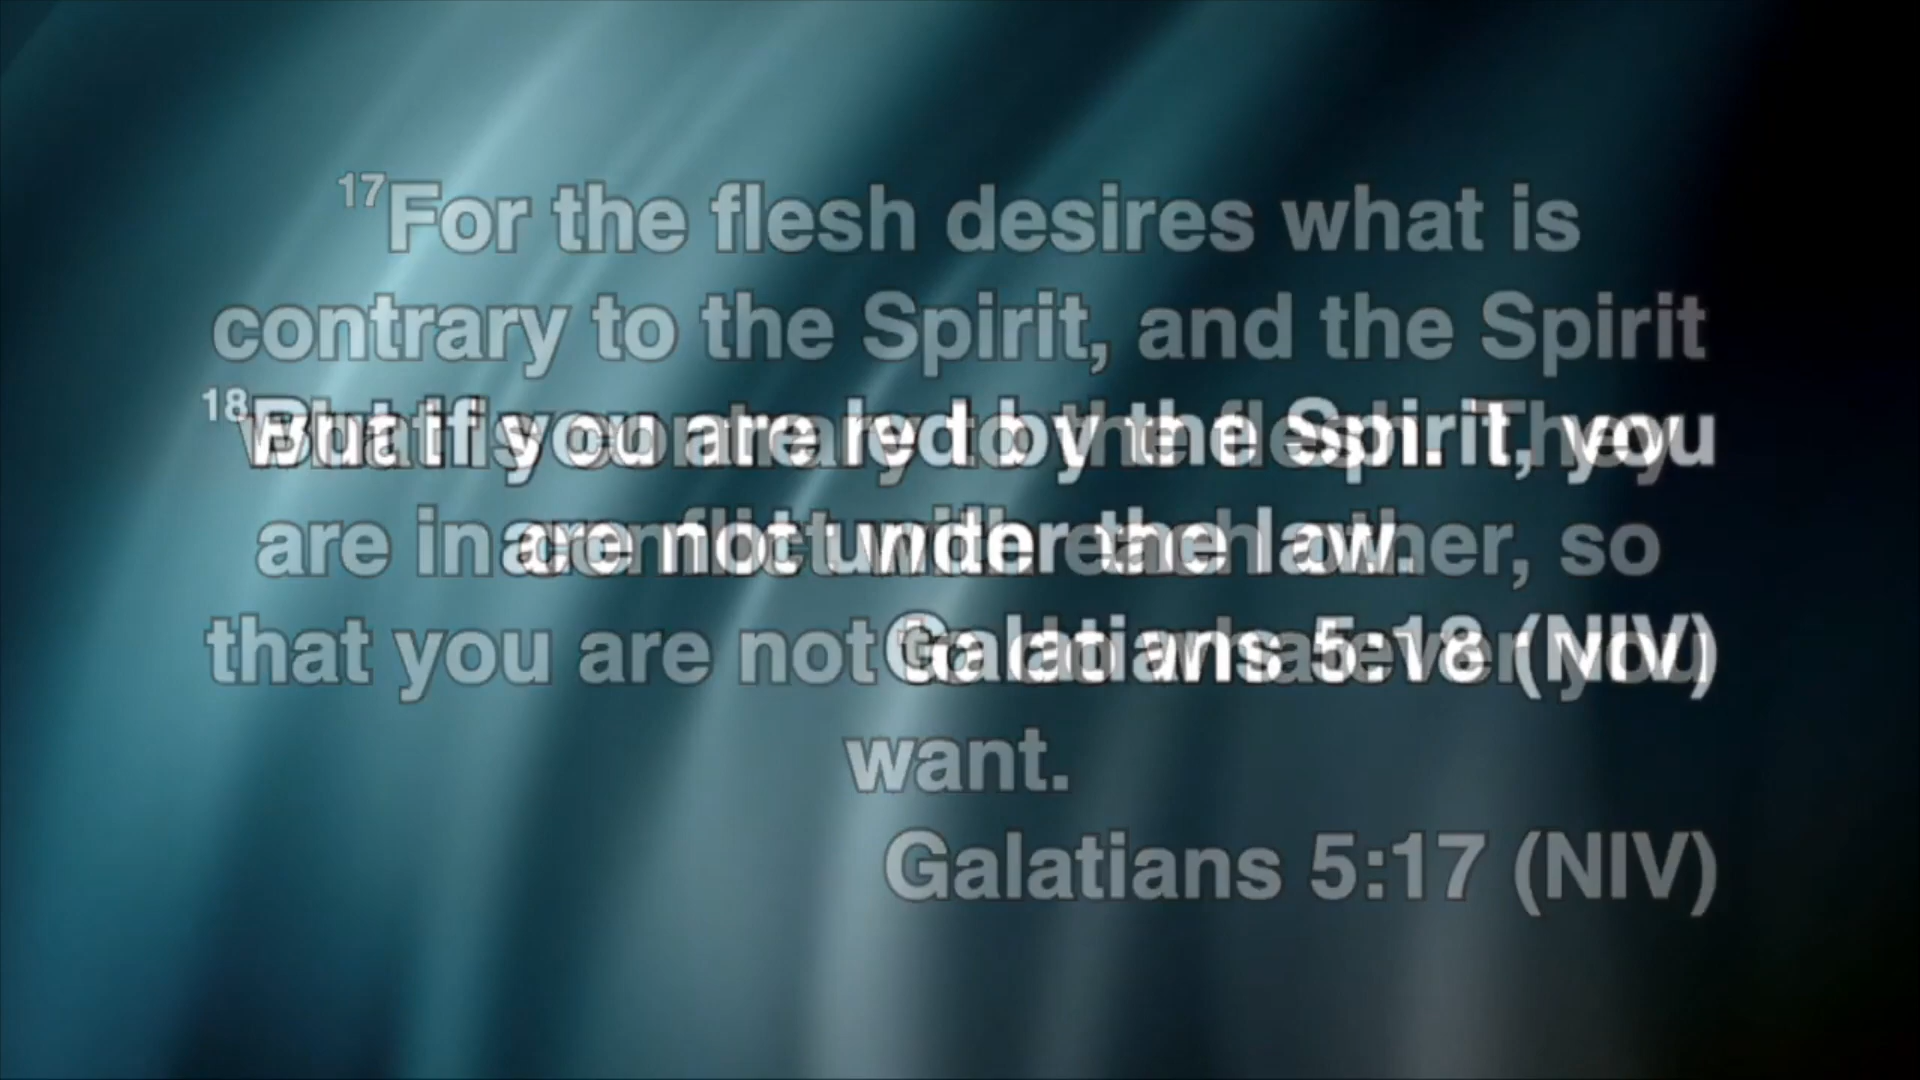 17For the flesh desires what is
contrary to the Spirit, and the Spirit
what is contrary to the flesh. They
are in conflict with each other, so
that you are not to do whatever you
want.
Galatians 5:17 (NIV)
18But if you are led by the Spirit, you
are not under the law.
Galatians 5:18 (NIV)